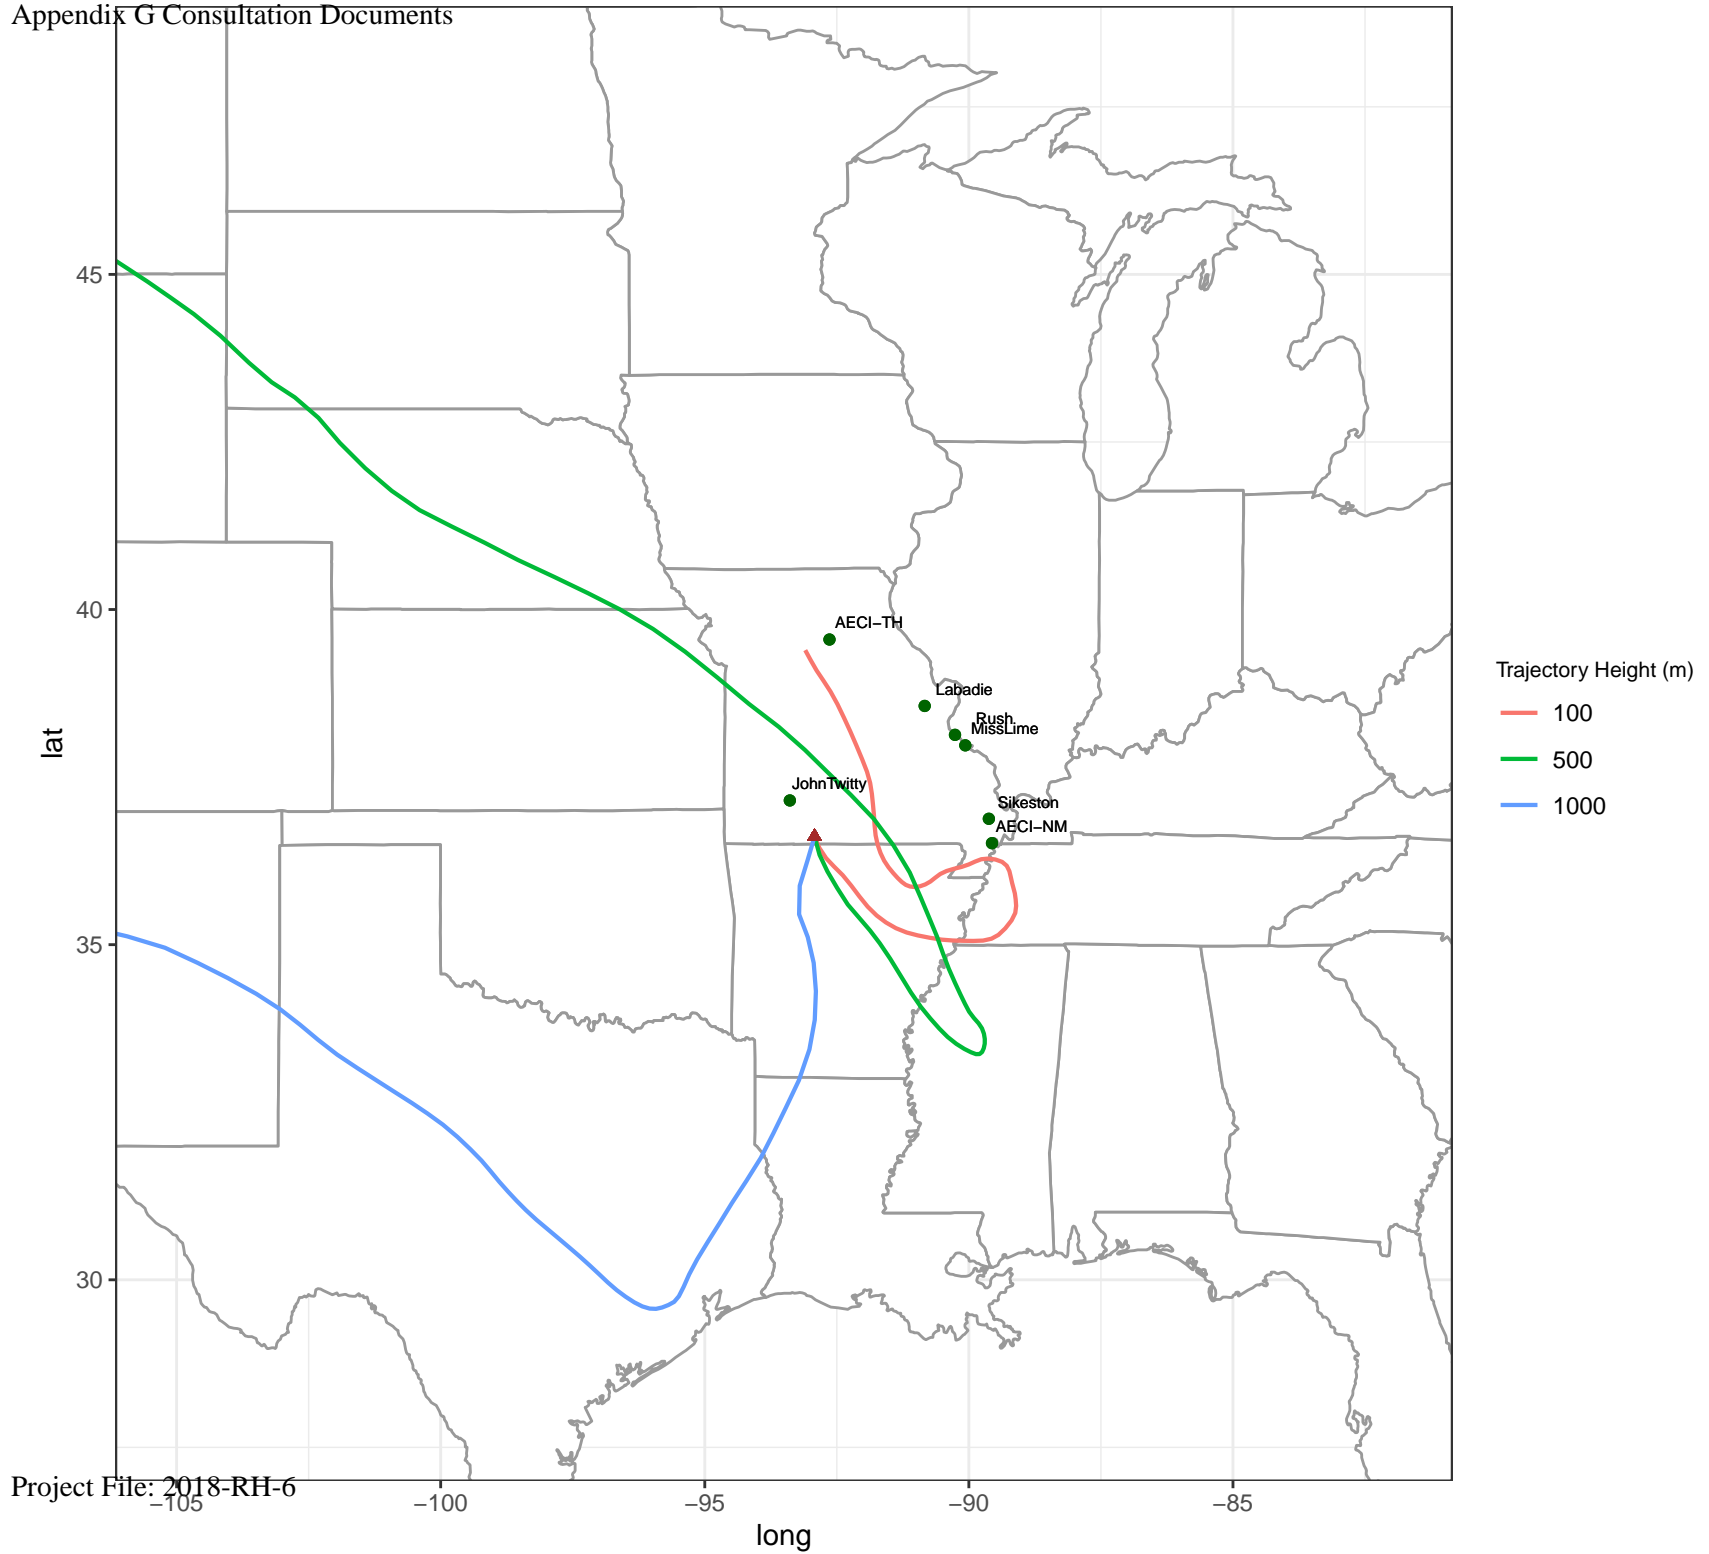 Appendix G Consultation Documents
45
40
35
30
lat
AECI−TH
Labadie
Rush
MissLime
JohnTwitty
Sikeston
AECI−NM
Trajectory Height (m)
100
500
1000
Project File: 2018-RH-6
−105
−100
−95
−90
−85
long